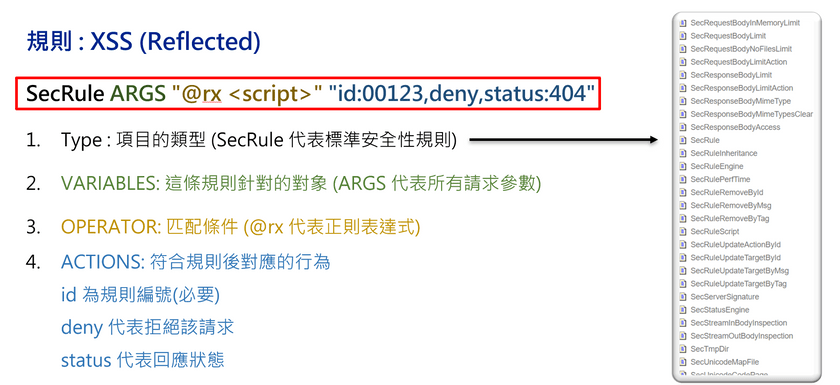 規則 : XSS (Reflected)
SecRule ARGS "@rx <script>" "id:00123,deny,status:404"
1. Type : 項目的類型 (SecRule 代表標準安全性規則)
2. VARIABLES: 這條規則針對的對象 (ARGS 代表所有請求參數)
3. OPERATOR: 匹配條件 (@rx 代表正則表達式)
4. ACTIONS: 符合規則後對應的行為
id 為規則編號(必要)
deny 代表拒絕該請求
status 代表回應狀態
SecRequestBodyInMemoryLimit
SecRequestBodyLimit
SecRequestBodyNoFilesLimit
SecRequestBodyLimitAction
SecResponseBodyLimit
SecResponseBodyLimitAction
SecResponseBodyMimeType
SecResponseBodyMimeTypesClear
SecResponseBodyAccess
SecRule
SecRuleInheritance
SecRuleEngine
SecRulePerfTime
SecRuleRemoveById
SecRuleRemoveByMsg
SecRuleRemoveByTag
SecRuleScript
SecRuleUpdateActionById
SecRuleUpdateTargetById
SecRuleUpdateTargetByMsg
SecRuleUpdateTargetByTag
SecServerSignature
SecStatusEngine
SecStreamInBodyInspection
SecStreamOutBodyInspection
SecTmpDir
SecUnicodeMapFile
SecUnicodeCodePage